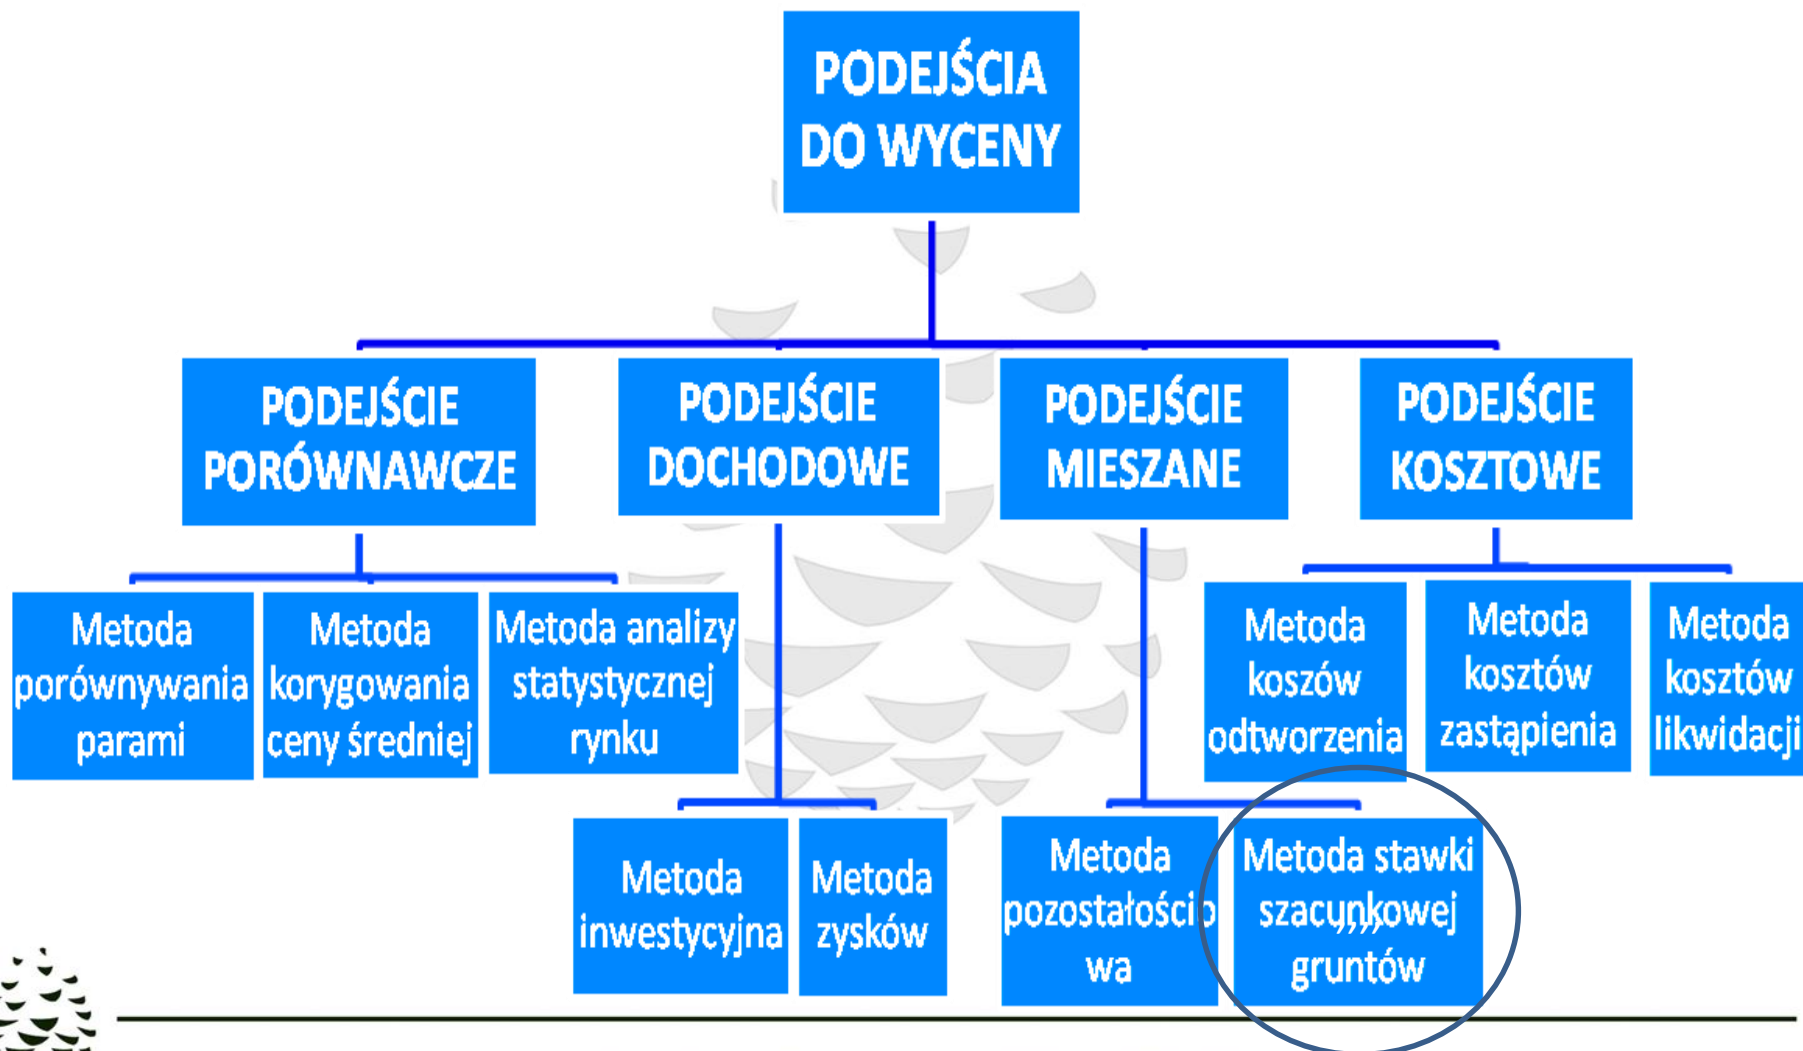 PODEJŚCIA
DO WYCENY
PODEJŚCIE
PORÓWNAWCZE
PODEJŚCIE
DOCHODOWE
PODEJŚCIE
MIESZANE
PODEJŚCIE
KOSZTOWE
Metoda
porównywania
parami
Metoda
korygowania
ceny średniej
Metoda analizy
statystycznej
rynku
Metoda
koszów
odtworzenia
Metoda
kosztów
zastąpienia
Metoda
kosztów
likwidacji
Metoda
inwestycyjna
Metoda
zysków
Metoda
pozostałościo
wa
Metoda stawki
szacunkowej
,,,,
gruntów